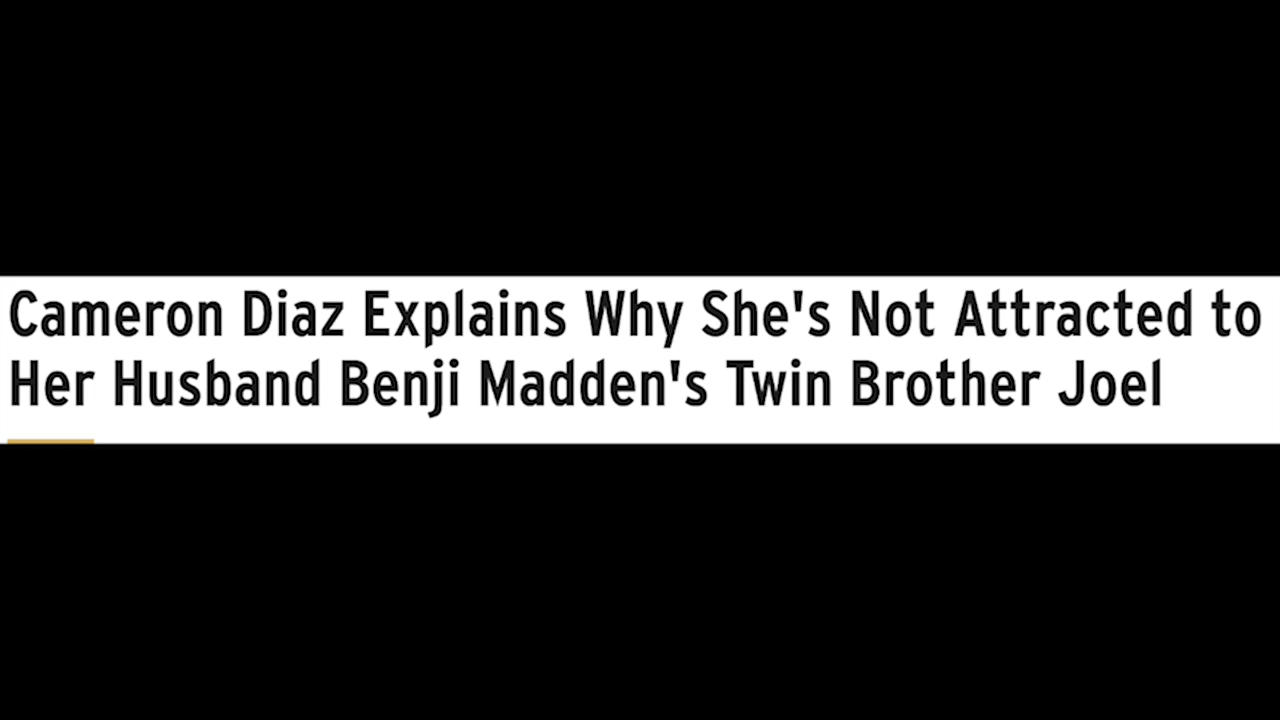 Cameron Diaz Explains Why She's Not Attracted to
Her Husband Benji Madden's Twin Brother Joel